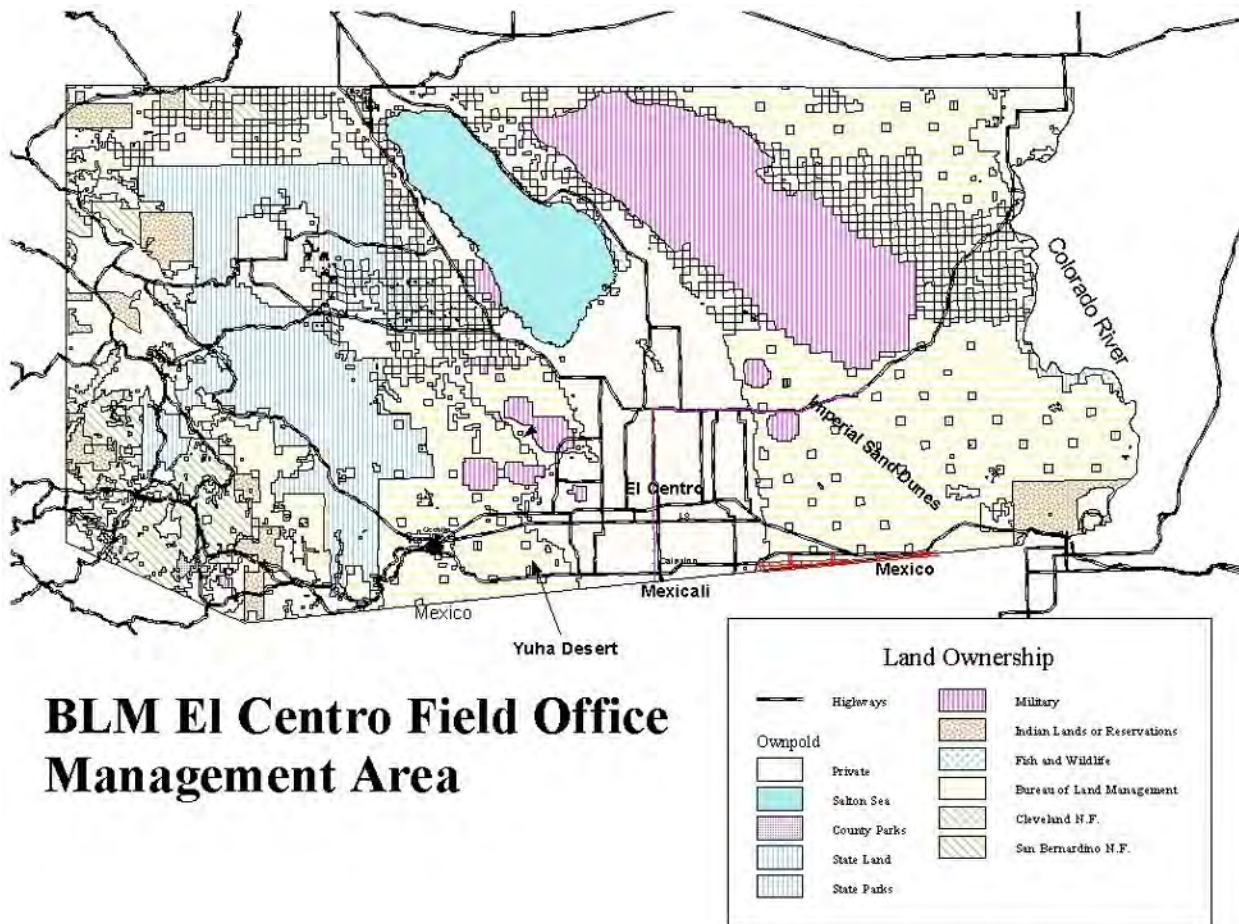 Colorado River
Imperial Sand Dunes
El Centro
Mexico
Mexicali
Mexico
Yuha Desert
BLM El Centro Field Office
Management Area
Land Ownership
Highways
Ownpold
Private
Salton Sea
County Parks
State Land
State Parks
Military
Indian Lands or Reservations
Fish and Wildlife
Bureau of Land Management
Cleveland N.F.
San Bernardino N.F.